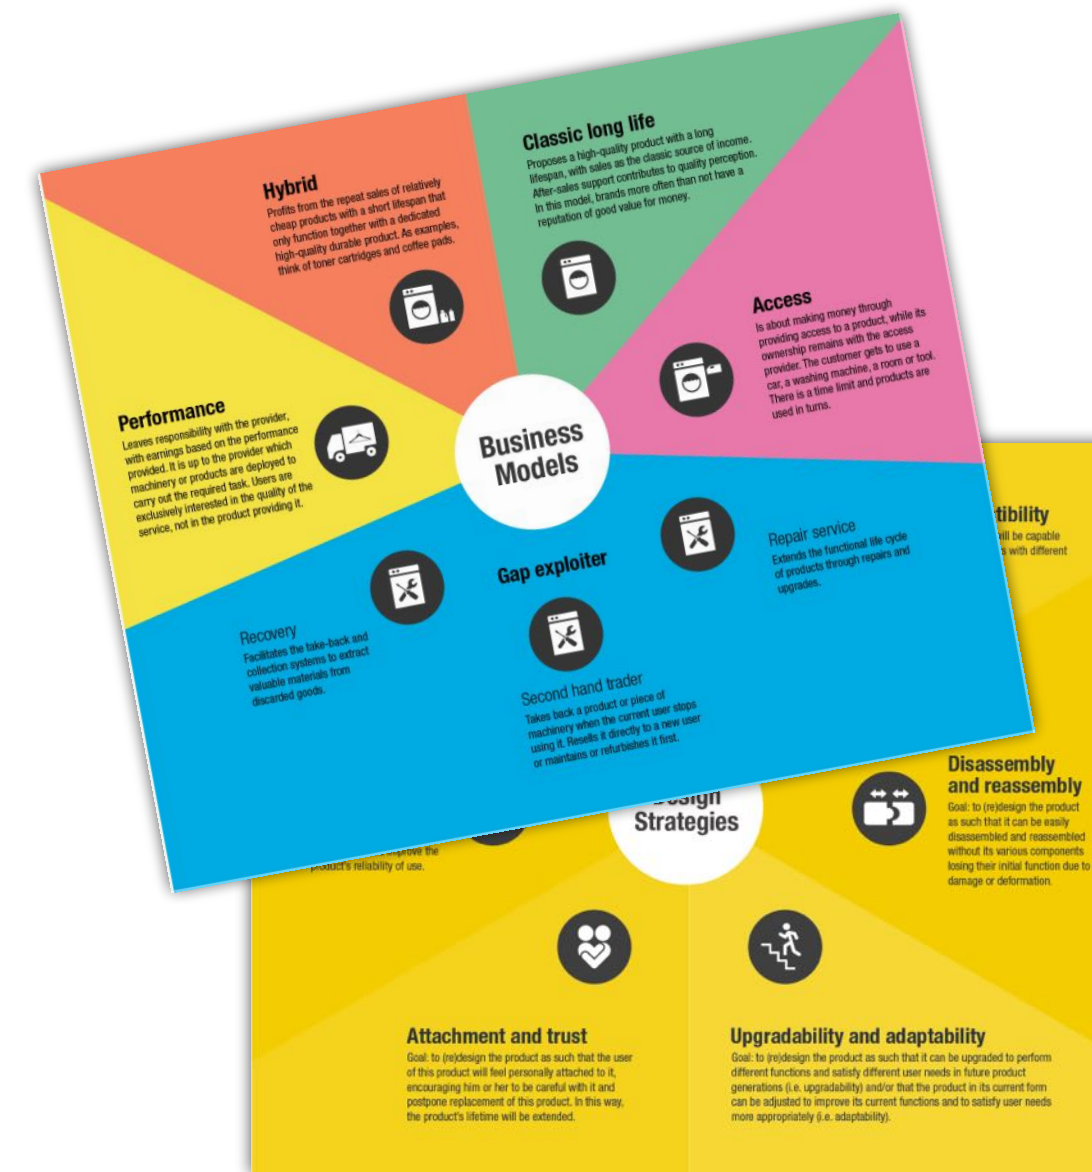 Hybrid
Profits from the repeat sales of relatively
cheap products with a short lifespan that
only function together with a dedicated
high-quality durable product. As examples,
think of toner cartridges and coffee pads.
Classic long life
Proposes a high-quality product with a long
lifespan, with sales as the classic source of income.
After-sales support contributes to quality perception.
In this model, brands more often than not have a
reputation of good value for money.
Access
Is about making money through
providing access to a product, while its
ownership remains with the access
provider. The customer gets to use a
car, a washing machine, a room or tool.
There is a time limit and products are
used in turns.
Performance
Leaves responsibility with the provider,
with earnings based on the performance
provided. It is up to the provider which
machinery or products are deployed to
carry out the required task. Users are
exclusively interested in the quality of the
service, not in the product providing it.
Business
Models
Gap exploiter
Repair service
Extends the functional life cycle
of products through repairs and
upgrades.
Recovery
Facilitates the take-back and
collection systems to extract
valuable materials from
discarded goods.
Second hand trader
Takes back a product or piece of
machinery when the current user stops
using it. Resells it directly to a new user
or maintains or refurbishes it first.
tibility
will be capable
s with different
Design
Strategies
Disassembly
and reassembly
Goal: to (re)design the product
as such that it can be easily
disassembled and reassembled
without its various components
losing their initial function due to
damage or deformation.
improve the
product's reliability of use.
Attachment and trust
Goal: to (re)design the product as such that the user
of this product will feel personally attached to it,
encouraging him or her to be careful with it and
postpone replacement of this product. In this way,
the product's lifetime will be extended.
Upgradability and adaptability
Goal: to (re)design the product as such that it can be upgraded to perform
different functions and satisfy different user needs in future product
generations (i.e. upgradability) and/or that the product in its current form
can be adjusted to improve its current functions and to satisfy user needs
more appropriately (i.e. adaptability).